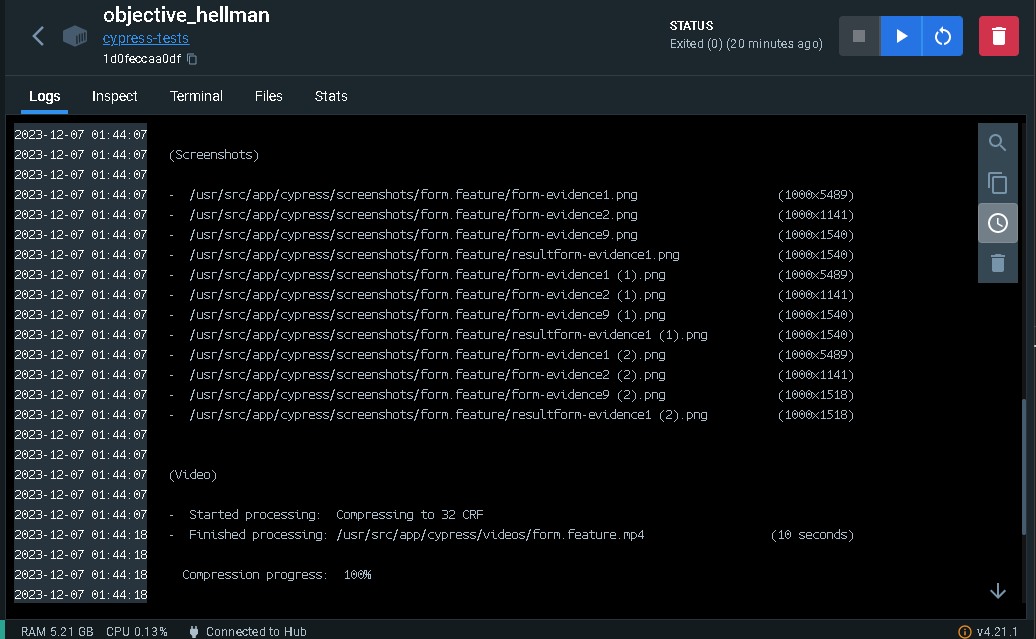 objective_hellman
cypress-tests
1d0feccaa0df
STATUS
Exited (0) (20 minutes ago)
Logs Inspect Terminal Files Stats
2023-12-07 01:44:07
2023-12-07 01:44:07 (Screenshots)
2023-12-07 01:44:07
2023-12-07 01:44:07 - /usr/src/app/cypress/screenshots/form.feature/form-evidence1.png (1000x5489)
2023-12-07 01:44:07 - /usr/src/app/cypress/screenshots/form.feature/form-evidence2.png (1000x1141)
2023-12-07 01:44:07 - /usr/src/app/cypress/screenshots/form.feature/form-evidence9.png (1000x1540)
2023-12-07 01:44:07 - /usr/src/app/cypress/screenshots/form.feature/resultform-evidence1.png (1000x1540)
2023-12-07 01:44:07 - /usr/src/app/cypress/screenshots/form.feature/form-evidence1 (1).png (1000x5489)
2023-12-07 01:44:07 - /usr/src/app/cypress/screenshots/form.feature/form-evidence2 (1).png (1000x1141)
2023-12-07 01:44:07 - /usr/src/app/cypress/screenshots/form.feature/form-evidence9 (1).png (1000x1540)
2023-12-07 01:44:07 - /usr/src/app/cypress/screenshots/form.feature/resultform-evidence1 (1).png (1000x1540)
2023-12-07 01:44:07 - /usr/src/app/cypress/screenshots/form.feature/form-evidence1 (2).png (1000x5489)
2023-12-07 01:44:07 - /usr/src/app/cypress/screenshots/form.feature/form-evidence2 (2).png (1000x1141)
2023-12-07 01:44:07 - /usr/src/app/cypress/screenshots/form.feature/form-evidence9 (2).png (1000x1518)
2023-12-07 01:44:07 - /usr/src/app/cypress/screenshots/form.feature/resultform-evidence1 (2).png (1000x1518)
2023-12-07 01:44:07
2023-12-07 01:44:07
2023-12-07 01:44:07 (Video)
2023-12-07 01:44:07
2023-12-07 01:44:07 - Started processing: Compressing to 32 CRF
2023-12-07 01:44:18 - Finished processing: /usr/src/app/cypress/videos/form.feature.mp4 (10 seconds)
2023-12-07 01:44:18
2023-12-07 01:44:18 Compression progress: 100%
2023-12-07 01:44:18
RAM 5.21 GB CPU 0.13% Connected to Hub v4.21.1